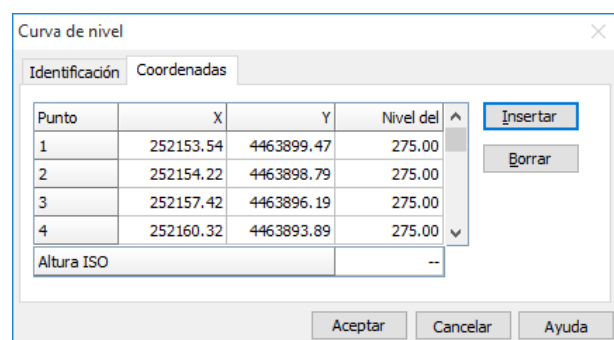 Curva de nivel
Identificación Coordenadas
Punto X Y Nivel del
1 252153.54 4463899.47 275.00
2 252154.22 4463898.79 275.00
3 252157.42 4463896.19 275.00
4 252160.32 4463893.89 275.00
Altura ISO --
Insertar
Borrar
Aceptar Cancelar Ayuda